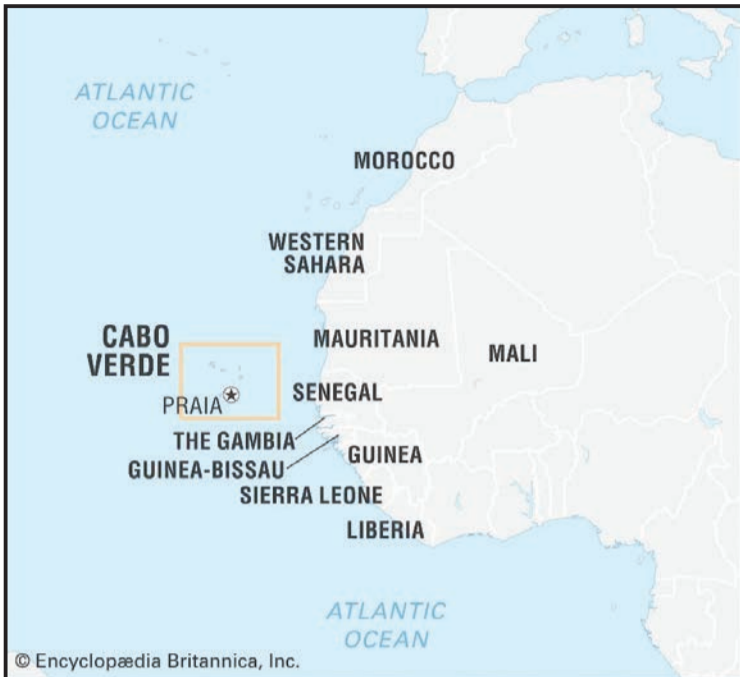 ATLANTIC
OCEAN
MOROCCO
WESTERN
SAHARA
CABO
VERDE
MAURITANIA
MALI
PRAIA
SENEGAL
THE GAMBIA
GUINEA-BISSAU
GUINEA
SIERRA LEONE
LIBERIA
ATLANTIC
OCEAN
© Encyclopædia Britannica, Inc.